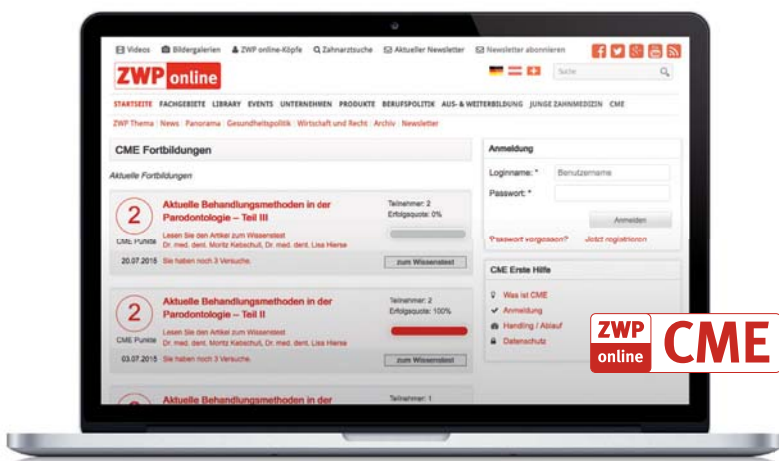 Videos Bildergalerien ZWP online-Köpfe Zahnarztsuche Aktueller Newsletter Newsletter abonnieren
ZWP online
Suche
STARTSEITE FACHGEBIETE LIBRARY EVENTS UNTERNEHMEN PRODUKTE BERUFSPOLITIK AUS- & WEITERBILDUNG JUNGE ZAHNMEDIZIN CME
ZWP Thema News Panorama Gesundheitspolitik Wirtschaft und Recht Archiv Newsletter
CME Fortbildungen
Aktuelle Fortbildungen
2
CME Punkte
20.07.2015
Aktuelle Behandlungsmethoden in der
Parodontologie – Teil III
Lesen Sie den Artikel zum Wissenstest
Dr. med. dent. Moritz Kebschull, Dr. med. dent. Lisa Hierse
Sie haben noch 3 Versuche.
Teilnehmer: 2
Erfolgsquote: 0%
zum Wissenstest
2
CME Punkte
03.07.2015
Aktuelle Behandlungsmethoden in der
Parodontologie – Teil II
Lesen Sie den Artikel zum Wissenstest
Dr. med. dent. Moritz Kebschull, Dr. med. dent. Lisa Hierse
Sie haben noch 3 Versuche.
Teilnehmer: 2
Erfolgsquote: 100%
zum Wissenstest
2
Aktuelle Behandlungsmethoden in der
Teilnehmer: 1
Anmeldung
Loginname: * Benutzername
Passwort: *
Anmelden
Passwort vergessen? Jetzt registrieren
CME Erste Hilfe
Was ist CME
Anmeldung
Handling / Ablauf
Datenschutz
ZWP
online
CME